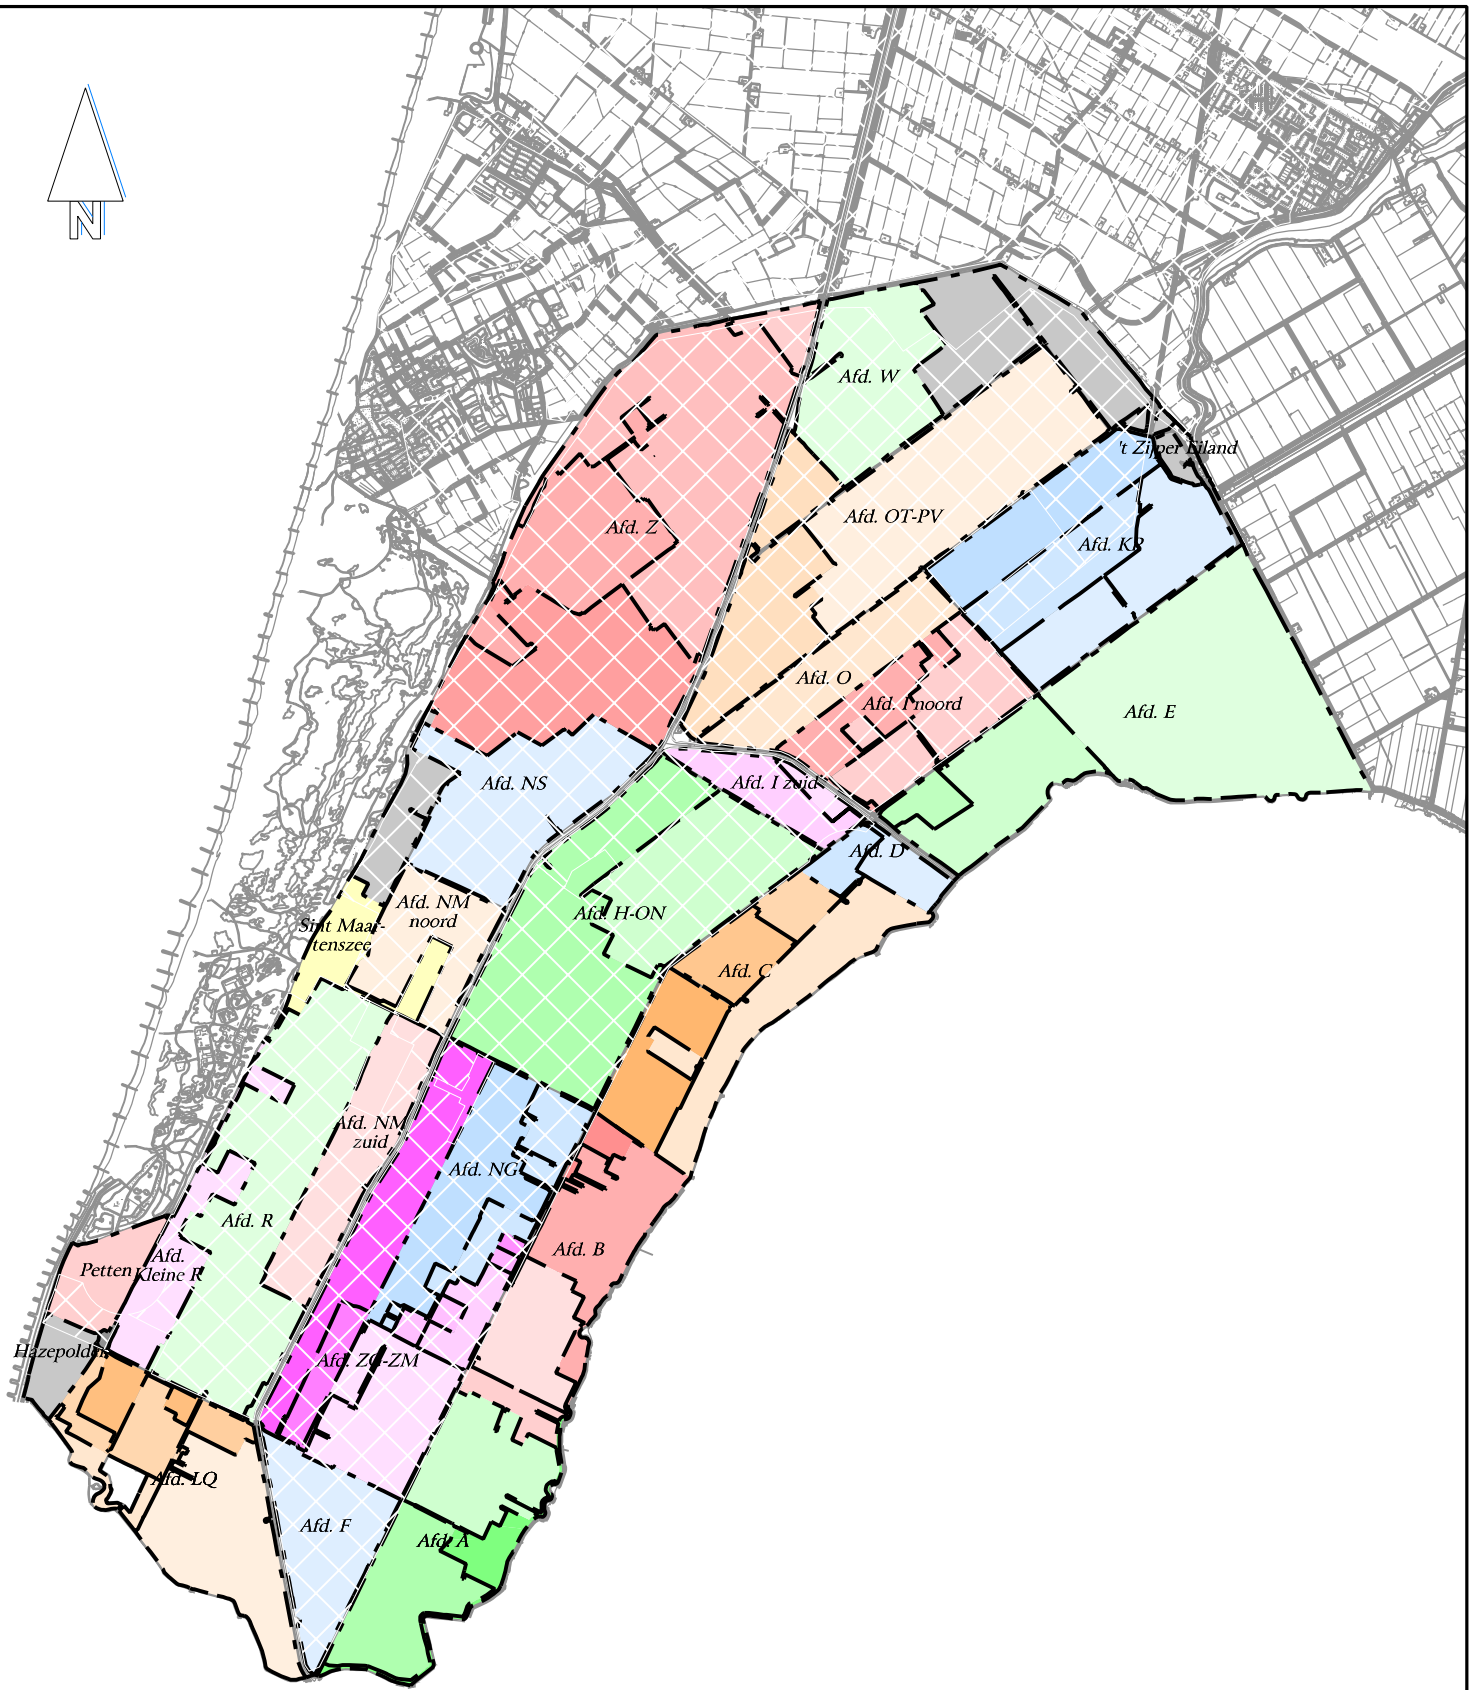 N
Afd. W
't Zijper Eiland
Afd. OT-PV
Afd. Z
Afd. KP
Afd. O
Afd. I noord
Afd. E
Afd. NS
Afd. I zuid
Afd. D
Afd. NM
noord
Afd. H-ON
Sint Maar-
tenszee
Afd. C
Afd. NM
zuid
Afd. NG
Afd. R
Afd. B
Afd.
Kleine R
Petten
Hazepolder
Afd. ZG-ZM
Afd. LQ
Afd. F
Afd. A